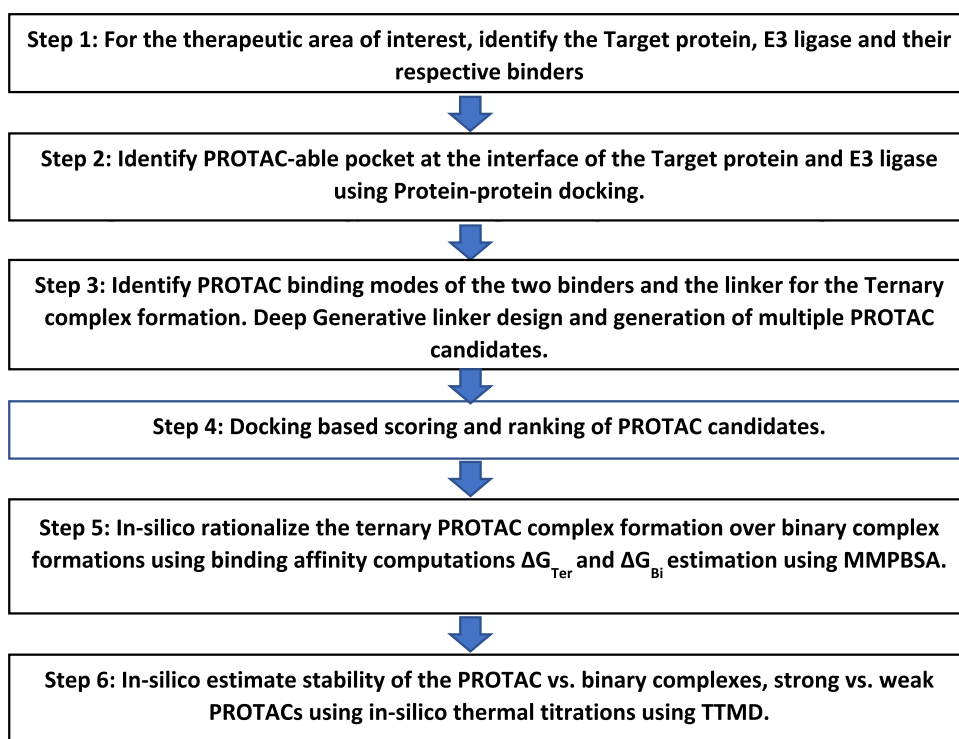 Step 1: For the therapeutic area of interest, identify the Target protein, E3 ligase and their
respective binders
Step 2: Identify PROTAC-able pocket at the interface of the Target protein and E3 ligase
using Protein-protein docking.
Step 3: Identify PROTAC binding modes of the two binders and the linker for the Ternary
complex formation. Deep Generative linker design and generation of multiple PROTAC
candidates.
Step 4: Docking based scoring and ranking of PROTAC candidates.
Step 5: In-silico rationalize the ternary PROTAC complex formation over binary complex
formations using binding affinity computations ΔG_Ter and ΔG_Bi estimation using MMPBSA.
Step 6: In-silico estimate stability of the PROTAC vs. binary complexes, strong vs. weak
PROTACs using in-silico thermal titrations using TTMD.